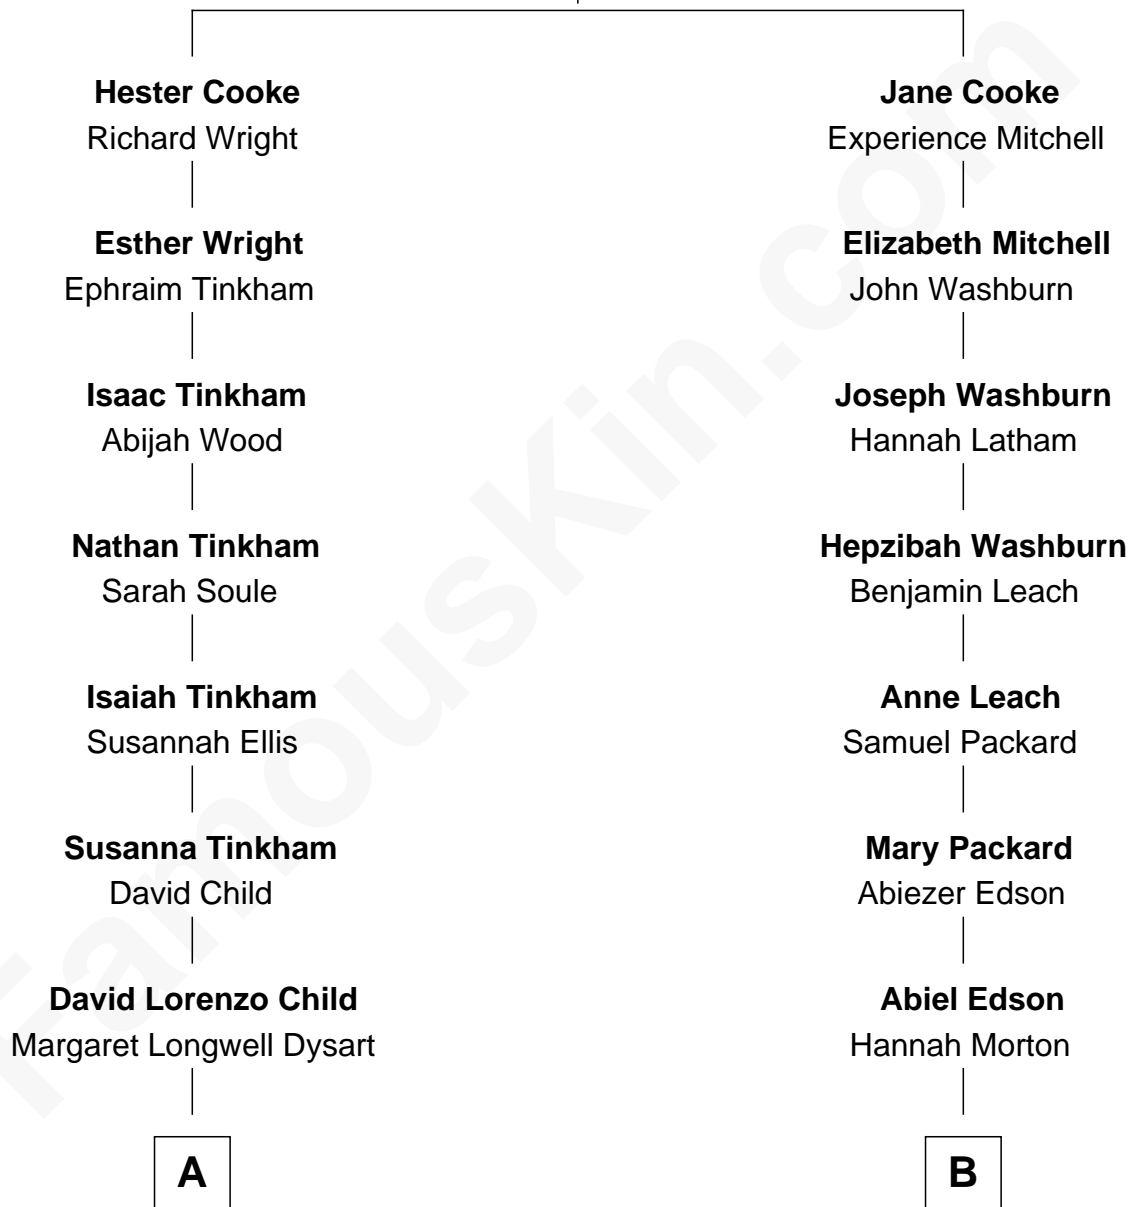 Hester Cooke
Richard Wright
Esther Wright
Ephraim Tinkham
Isaac Tinkham
Abijah Wood
Nathan Tinkham
Sarah Soule
Isaiah Tinkham
Susannah Ellis
Susanna Tinkham
David Child
David Lorenzo Child
Margaret Longwell Dysart
A
Jane Cooke
Experience Mitchell
Elizabeth Mitchell
John Washburn
Joseph Washburn
Hannah Latham
Hepzibah Washburn
Benjamin Leach
Anne Leach
Samuel Packard
Mary Packard
Abiezer Edson
Abiel Edson
Hannah Morton
B
FamousKin.com